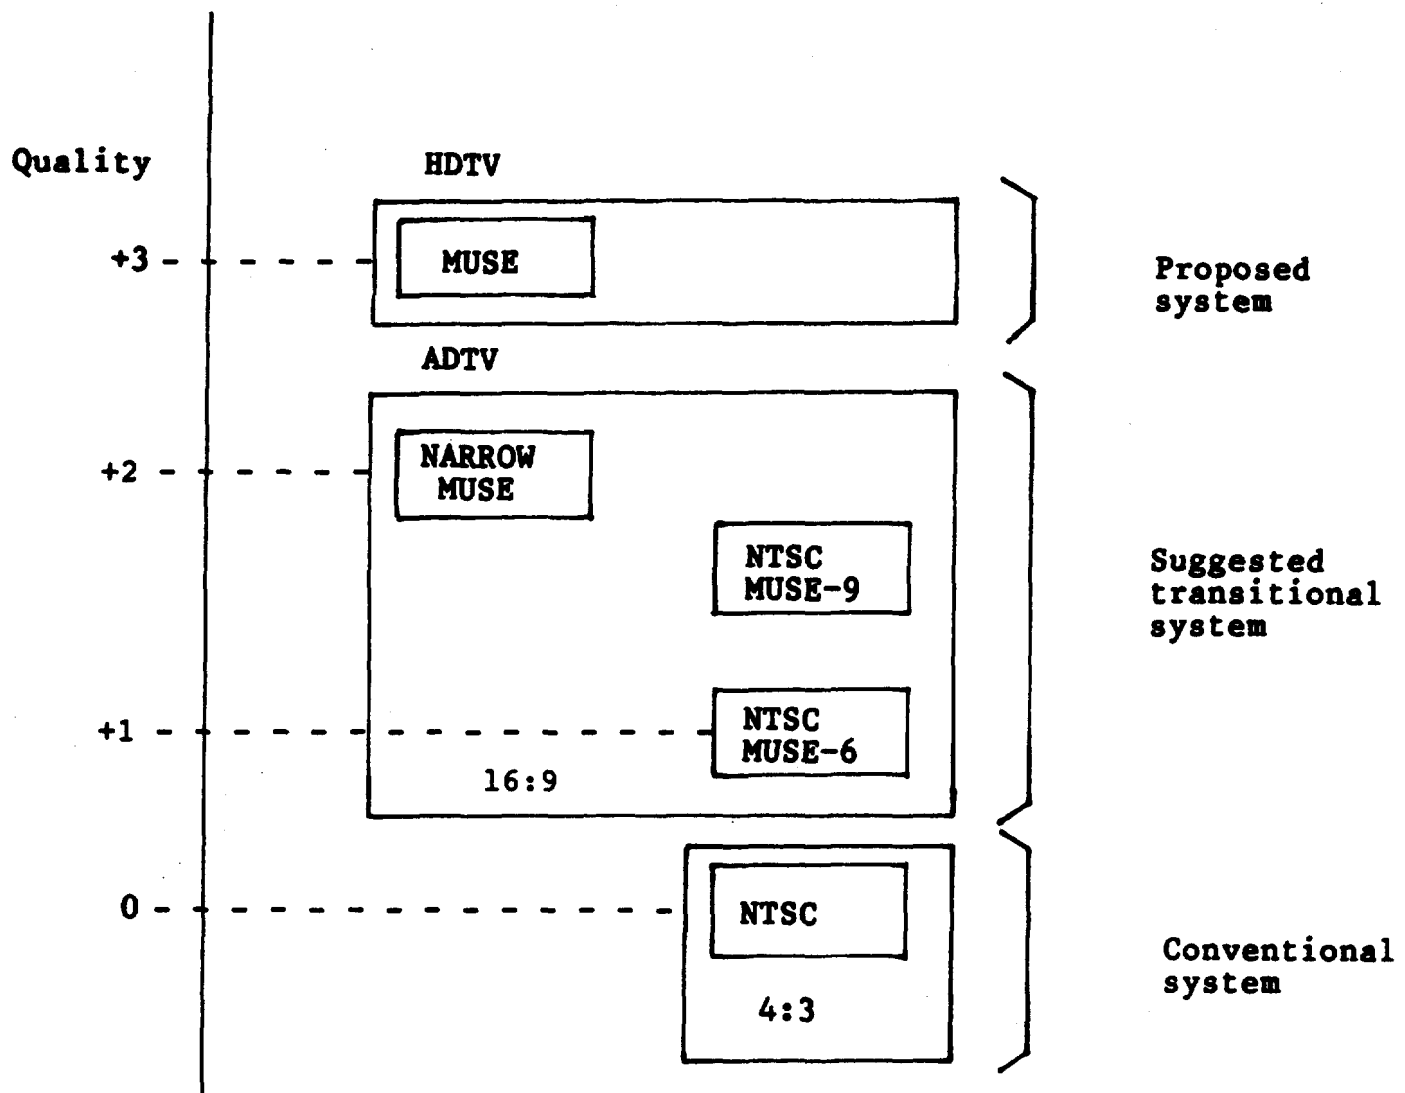 Quality
HDTV
+3
MUSE
Proposed
system
ADTV
+2
NARROW
MUSE
NTSC
MUSE-9
Suggested
transitional
system
+1
NTSC
MUSE-6
16:9
0
NTSC
Conventional
system
4:3